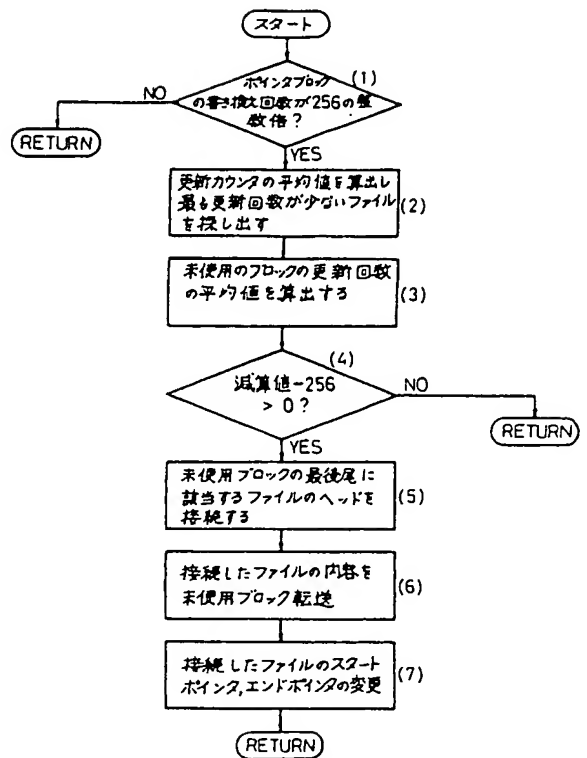 スタート
(1)
ポインタブロック
の書き換え回数が256の整
数倍?
NO
RETURN
YES
更新カウンタの平均値を算出し
最も更新回数が少ないファイル
を探し出す
(2)
未使用のブロックの更新回数
の平均値を算出する
(3)
(4)
減算値-256
> 0?
NO
RETURN
YES
未使用ブロックの最後尾に
該当するファイルのヘッドを
接続する
(5)
接続したファイルの内容を
未使用ブロック転送
(6)
接続したファイルのスタート
ポインタ,エンドポインタの変更
(7)
RETURN